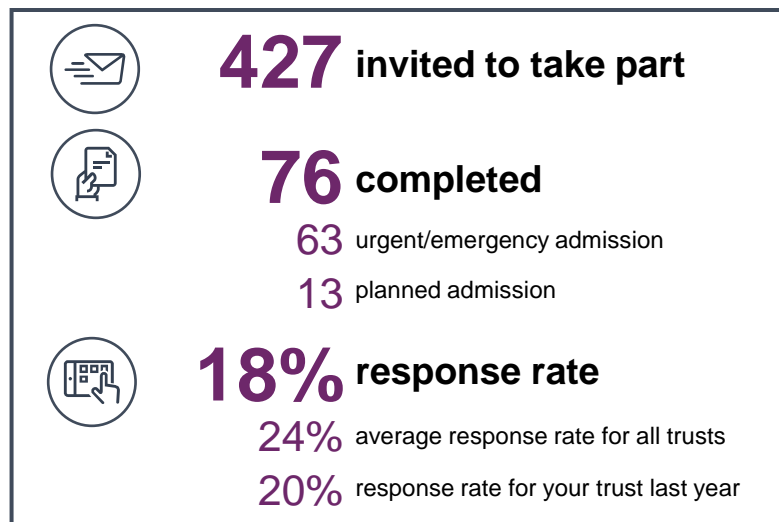 427 invited to take part
76 completed
63 urgent/emergency admission
13 planned admission
18% response rate
24% average response rate for all trusts
20% response rate for your trust last year